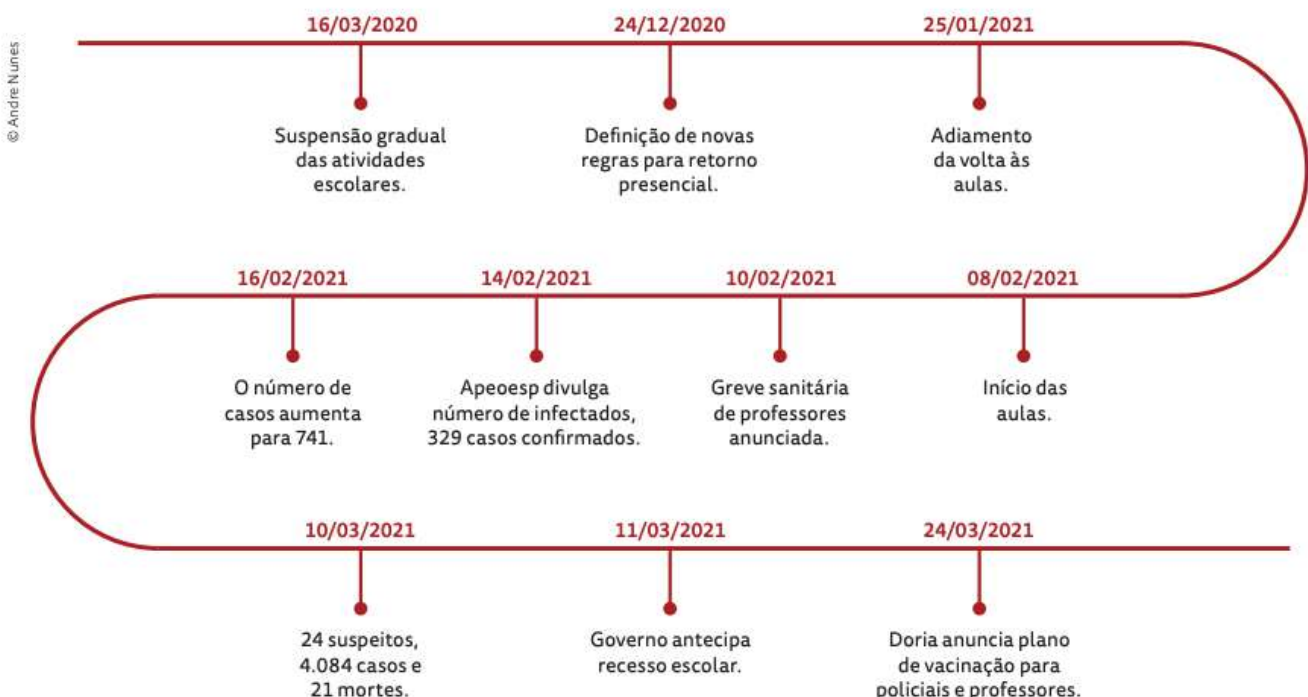 © Andre Nunes
16/03/2020
Suspensão gradual
das atividades
escolares.
24/12/2020
Definição de novas
regras para retorno
presencial.
25/01/2021
Adiamento
da volta às
aulas.
08/02/2021
Início das
aulas.
10/02/2021
Greve sanitária
de professores
anunciada.
14/02/2021
Apeoesp divulga
número de infectados,
329 casos confirmados.
16/02/2021
O número de
casos aumenta
para 741.
10/03/2021
24 suspeitos,
4.084 casos e
21 mortes.
11/03/2021
Governo antecipa
recesso escolar.
24/03/2021
Doria anuncia plano
de vacinação para
policiais e professores.